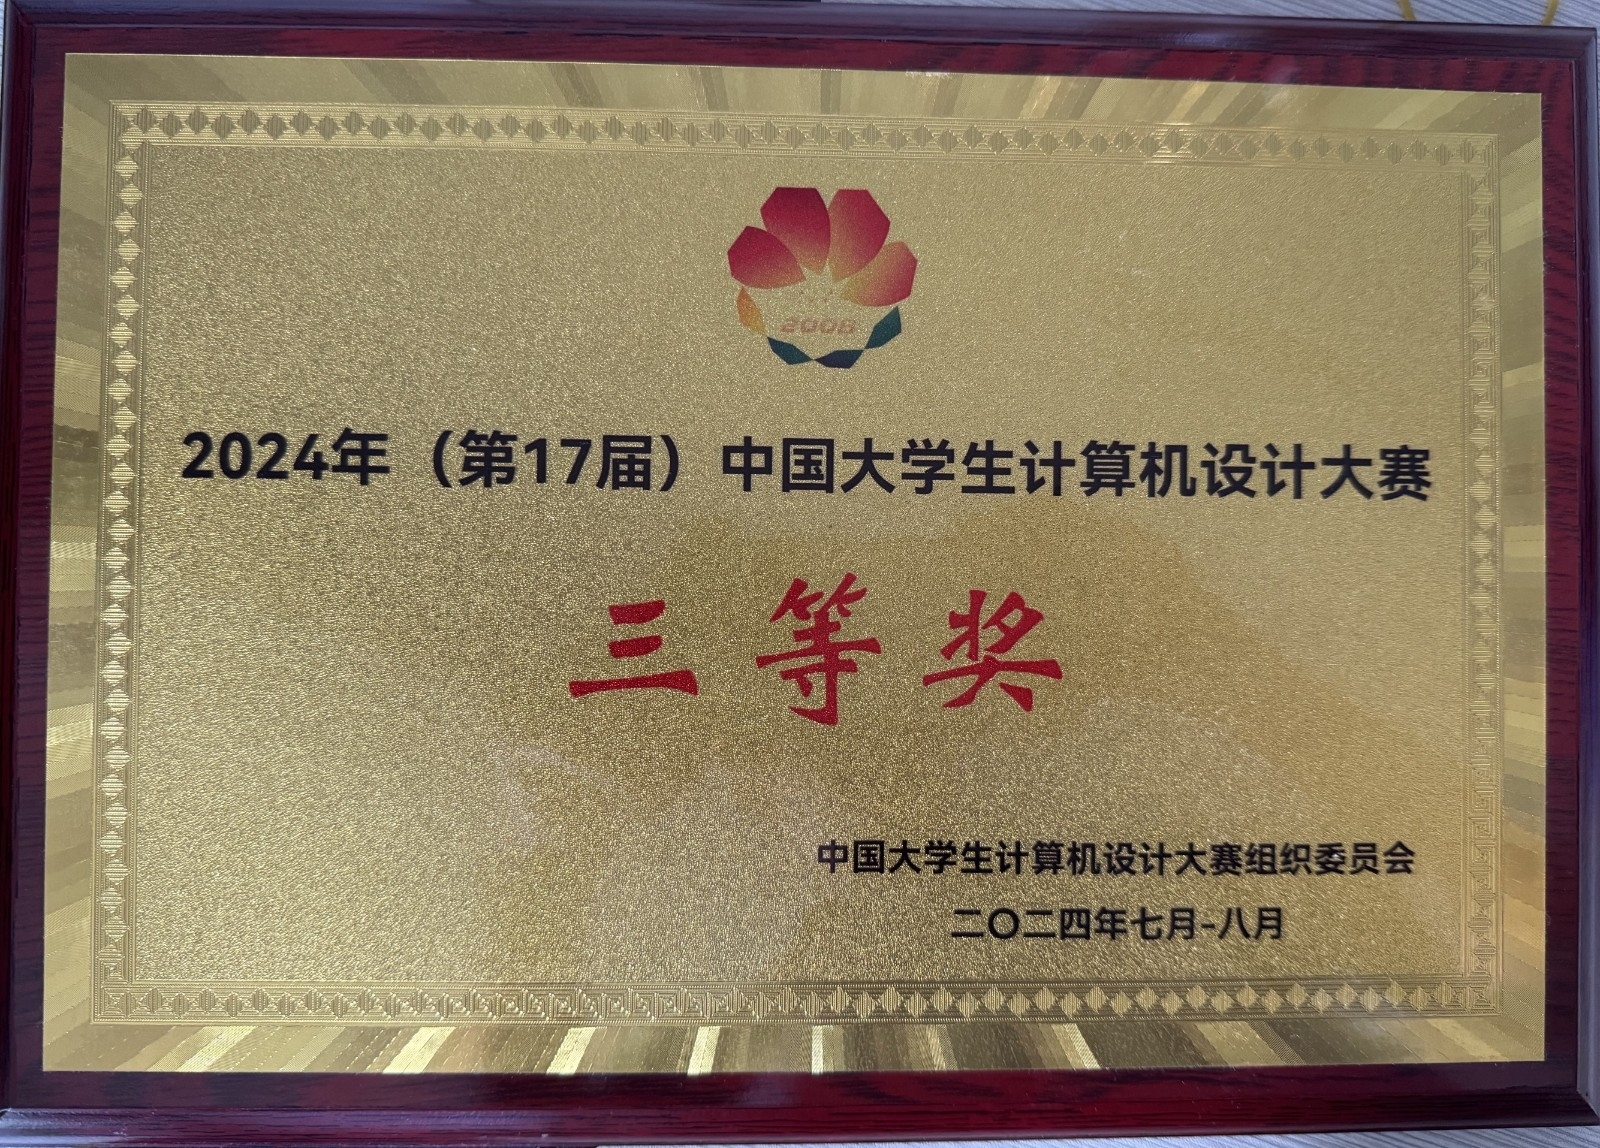 2008
2024年（第17届）中国大学生计算机设计大赛
三等奖
中国大学生计算机设计大赛组织委员会
二〇二四年七月-八月